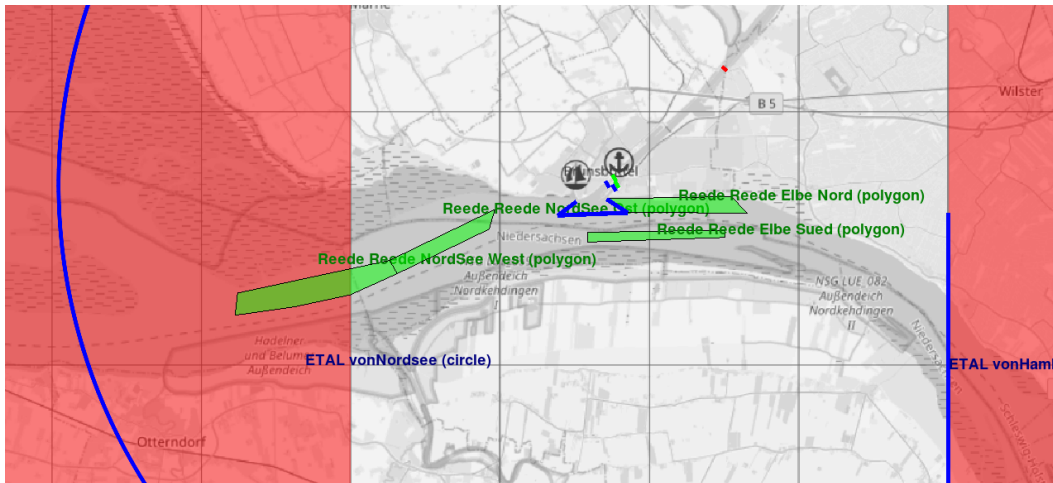 Marne
Wilster
B 5
Brunsbüttel
Reede Reede Elbe Nord (polygon)
Reede Reede NordSee Ost (polygon)
Reede Reede Elbe Sued (polygon)
Niedersachsen
Reede Reede NordSee West (polygon)
Außendeich
Nordkehdingen
I
NSG LÜE 082
Außendeich
Nordkehdingen
II
Hadelner
und Belumer
Außendeich
ETAL vonNordsee (circle)
ETAL vonHam
Otterndorf